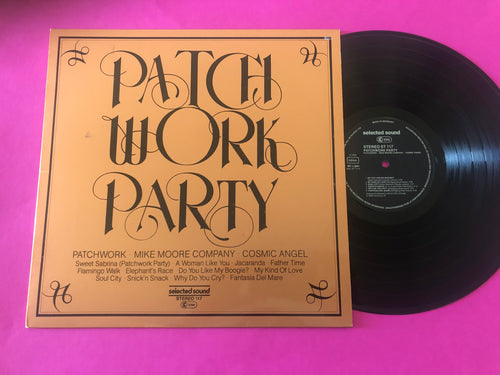 PATCH
WORK
PARTY
PATCHWORK · MIKE MOORE COMPANY · COSMIC ANGEL
Sweet Sabrina (Patchwork Party) · A Woman Like You · Jacaranda · Father Time
Flamingo Walk · Elephant's Race · Do You Like My Boogie? · My Kind Of Love
Soul City · Snick'n Snack · Why Do You Cry? · Fantasia Del Mare
selected sound
STEREO 117
selected sound
STEREO ST 117
PATCHWORK PARTY